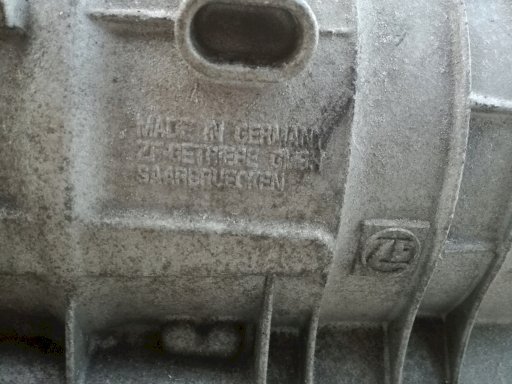 MADE IN GERMANY
ZF GETRIEBE GMBH
SAARBRUECKEN
ZF